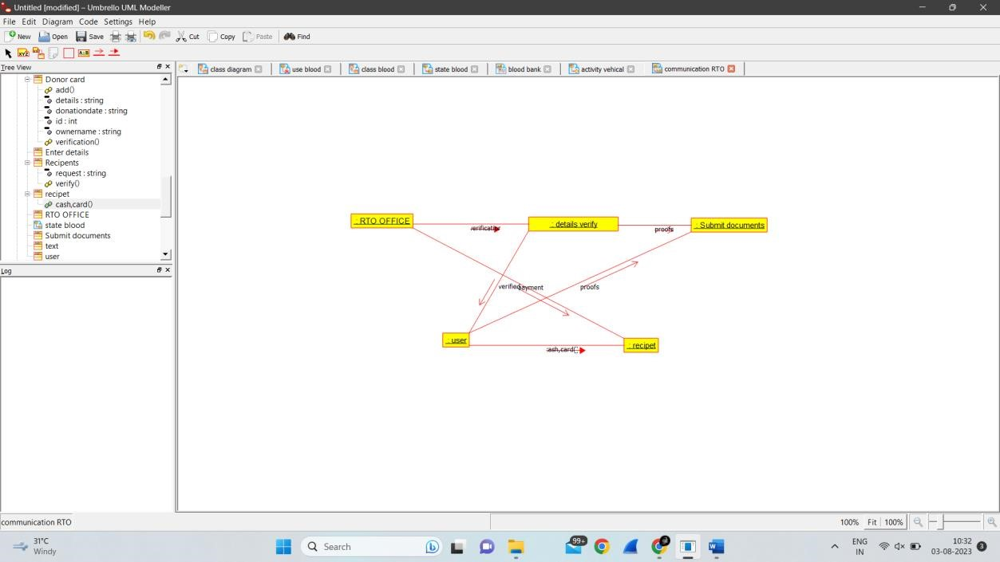 Untitled [modified] – Umbrello UML Modeller
File Edit Diagram Code Settings Help
New Open Save Cut Copy Paste Find
XYZ A:B
Tree View
class diagram use blood class blood state blood blood bank activity vehical communication RTO
Donor card
add()
details : string
donationdate : string
id : int
ownername : string
verification()
Enter details
Recipents
request : string
verify()
recipet
cash,card()
RTO OFFICE
state blood
Submit documents
text
user
Log
: RTO OFFICE
: details verify
: Submit documents
proofs
verified
payment
proofs
: user
: recipet
communication RTO
100% Fit 100%
31°C
Windy
Search
99+
ENG
IN
10:32
03-08-2023
3